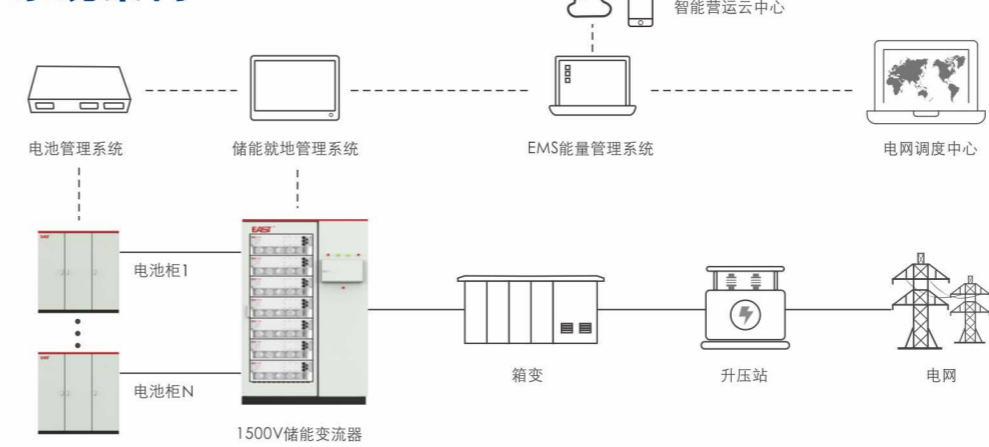 智能营运云中心
电池管理系统
储能就地管理系统
EMS能量管理系统
电网调度中心
EAST
EAST
电池柜1
EAST
电池柜N
1500V储能变流器
箱变
升压站
电网